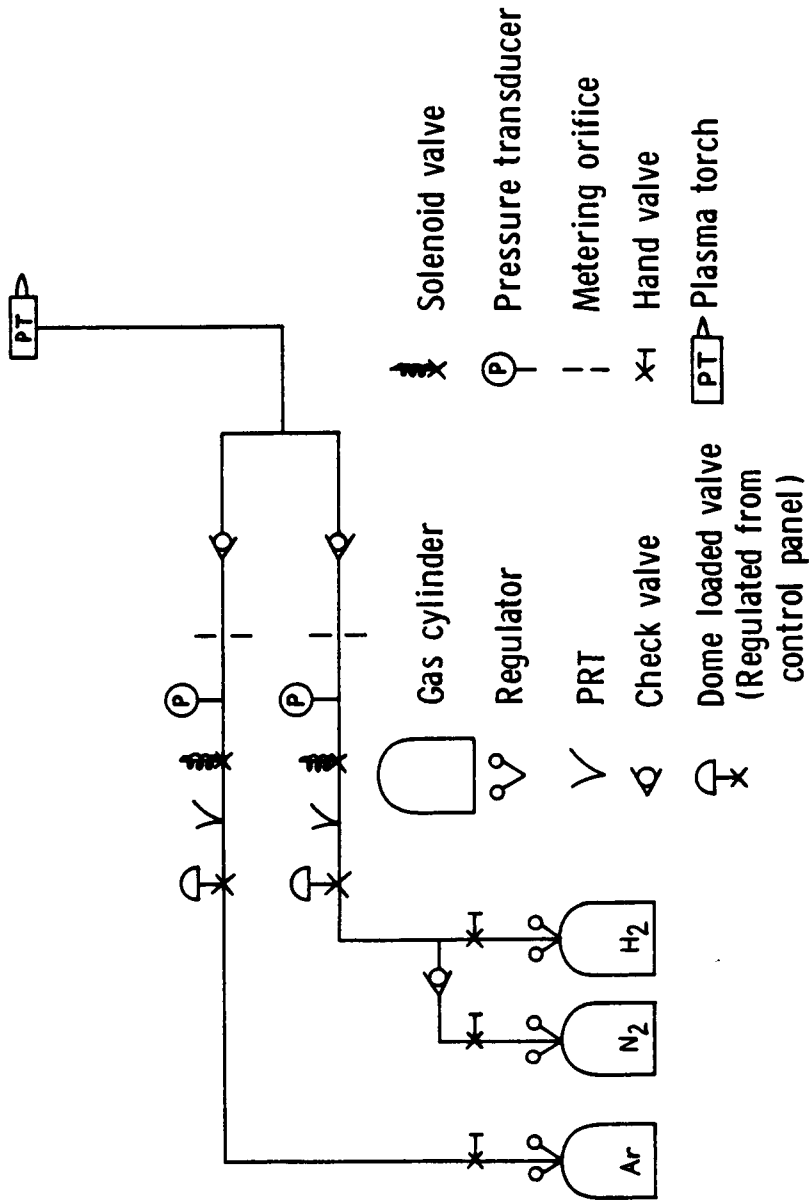 PT
P
P
Ar
N2
H2
Gas cylinder
Regulator
PRT
Check valve
Dome loaded valve
(Regulated from
control panel)
Solenoid valve
P
Pressure transducer
Metering orifice
Hand valve
PT
Plasma torch